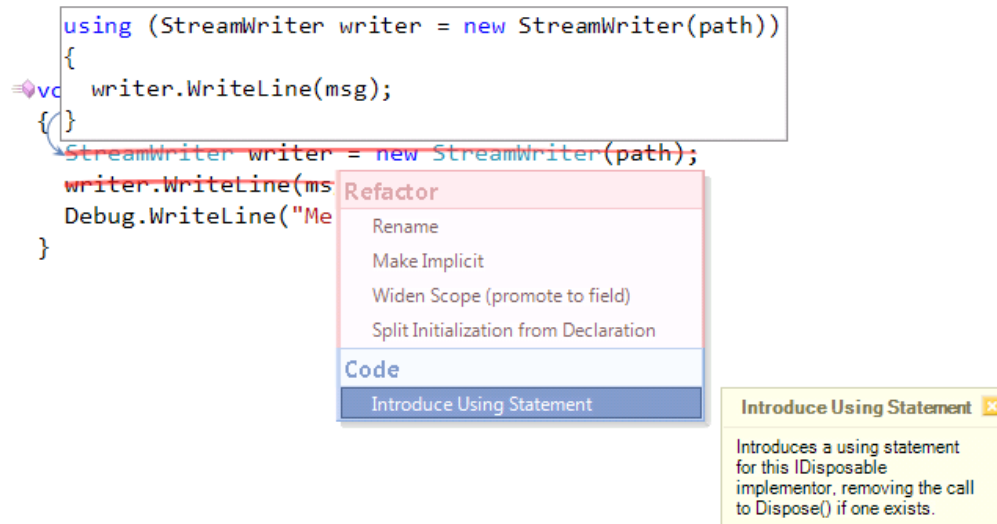 using (StreamWriter writer = new StreamWriter(path))
{
writer.WriteLine(msg);
}
{
StreamWriter writer = new StreamWriter(path);
writer.WriteLine(ms
Debug.WriteLine("Me
}
Refactor
Rename
Make Implicit
Widen Scope (promote to field)
Split Initialization from Declaration
Code
Introduce Using Statement
Introduce Using Statement
Introduces a using statement
for this IDisposable
implementor, removing the call
to Dispose() if one exists.